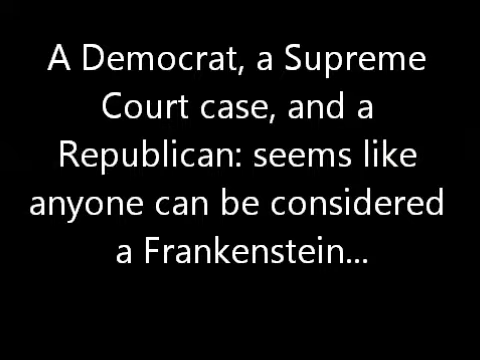 A Democrat, a Supreme
Court case, and a
Republican: seems like
anyone can be considered
a Frankenstein...